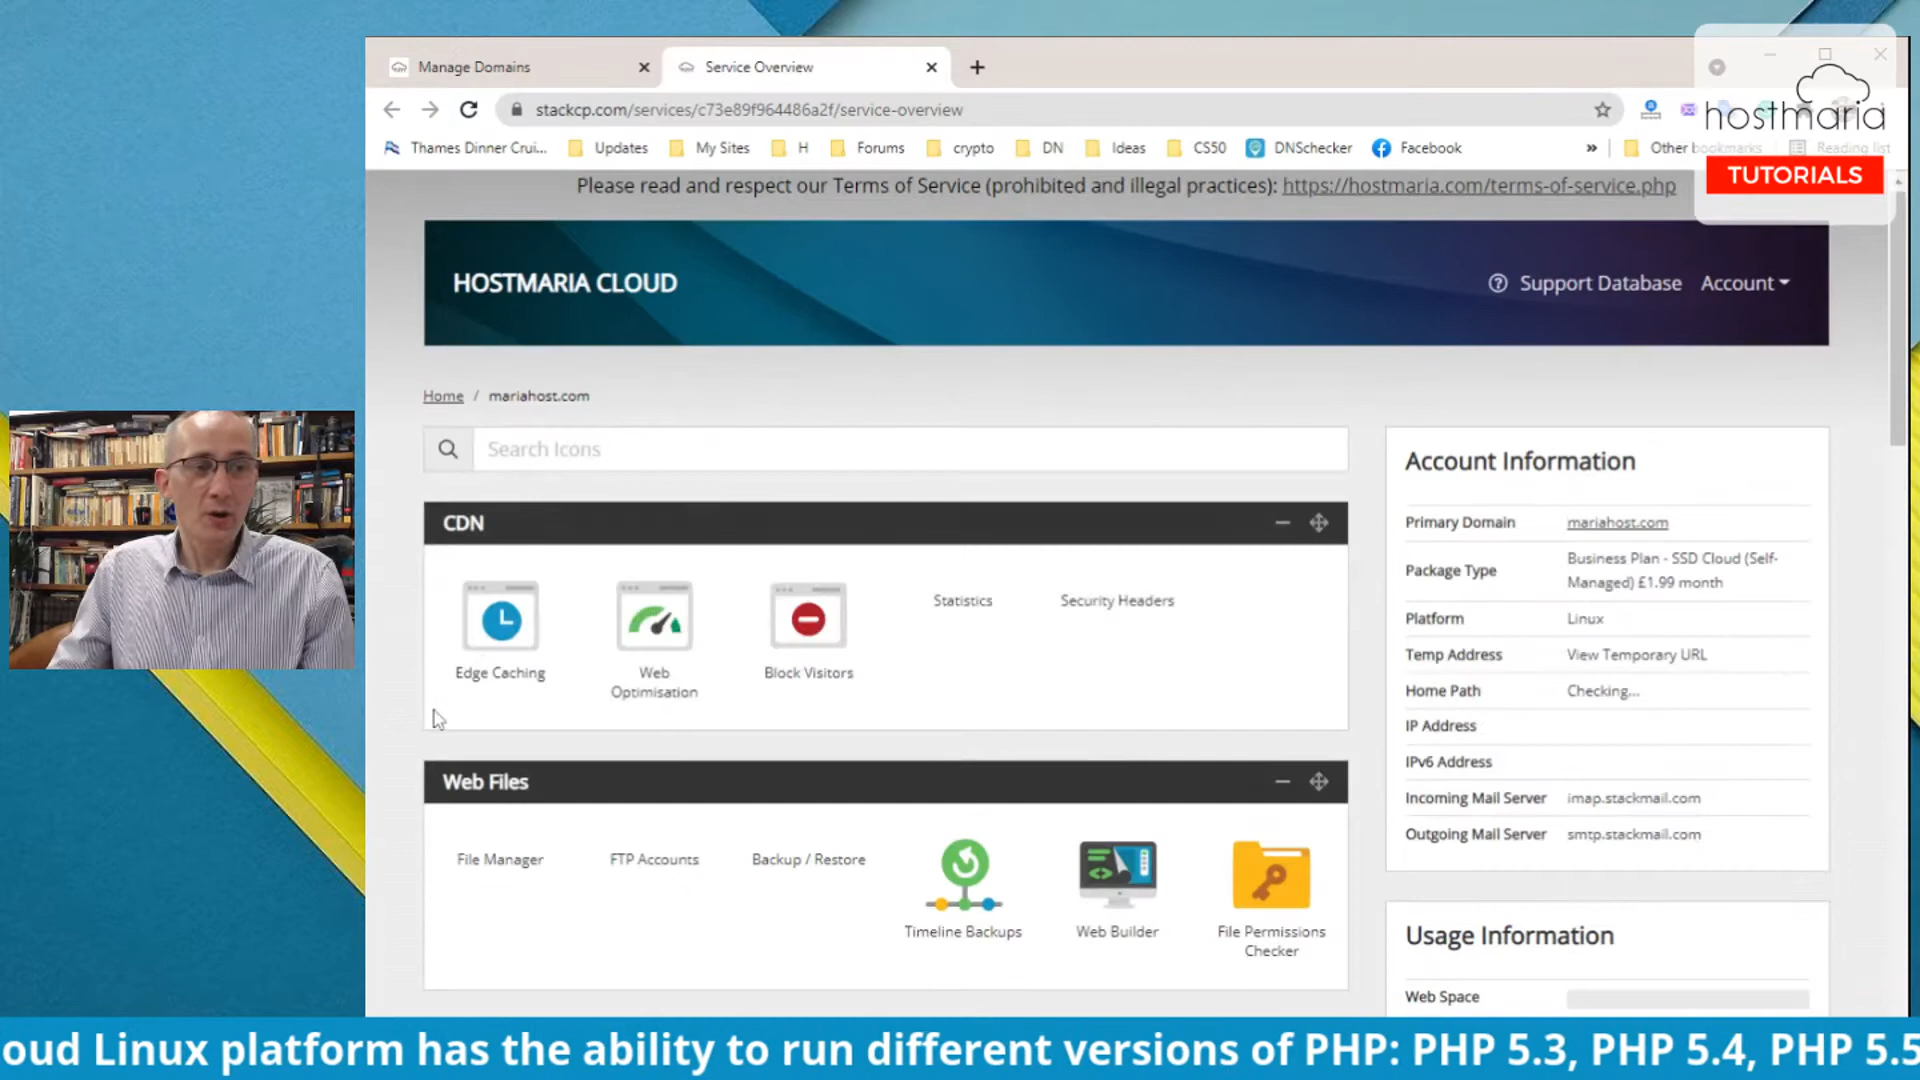 Manage Domains
Service Overview
stackcp.com/services/c73e89f964486a2f/service-overview
Thames Dinner Crui...
Updates
My Sites
H
Forums
crypto
DN
Ideas
CS50
DNSchecker
Facebook
»
Other bookmarks
Reading list
hostmaria
TUTORIALS
Please read and respect our Terms of Service (prohibited and illegal practices): https://hostmaria.com/terms-of-service.php
HOSTMARIA CLOUD
Support Database
Account
Home / mariahost.com
Search Icons
CDN
Edge Caching
Web
Optimisation
Block Visitors
Statistics
Security Headers
Web Files
File Manager
FTP Accounts
Backup / Restore
Timeline Backups
Web Builder
File Permissions
Checker
Account Information
Primary Domain mariahost.com
Package Type Business Plan - SSD Cloud (Self-
Managed) £1.99 month
Platform Linux
Temp Address View Temporary URL
Home Path Checking...
IP Address
IPv6 Address
Incoming Mail Server imap.stackmail.com
Outgoing Mail Server smtp.stackmail.com
Usage Information
Web Space
oud Linux platform has the ability to run different versions of PHP: PHP 5.3, PHP 5.4, PHP 5.5